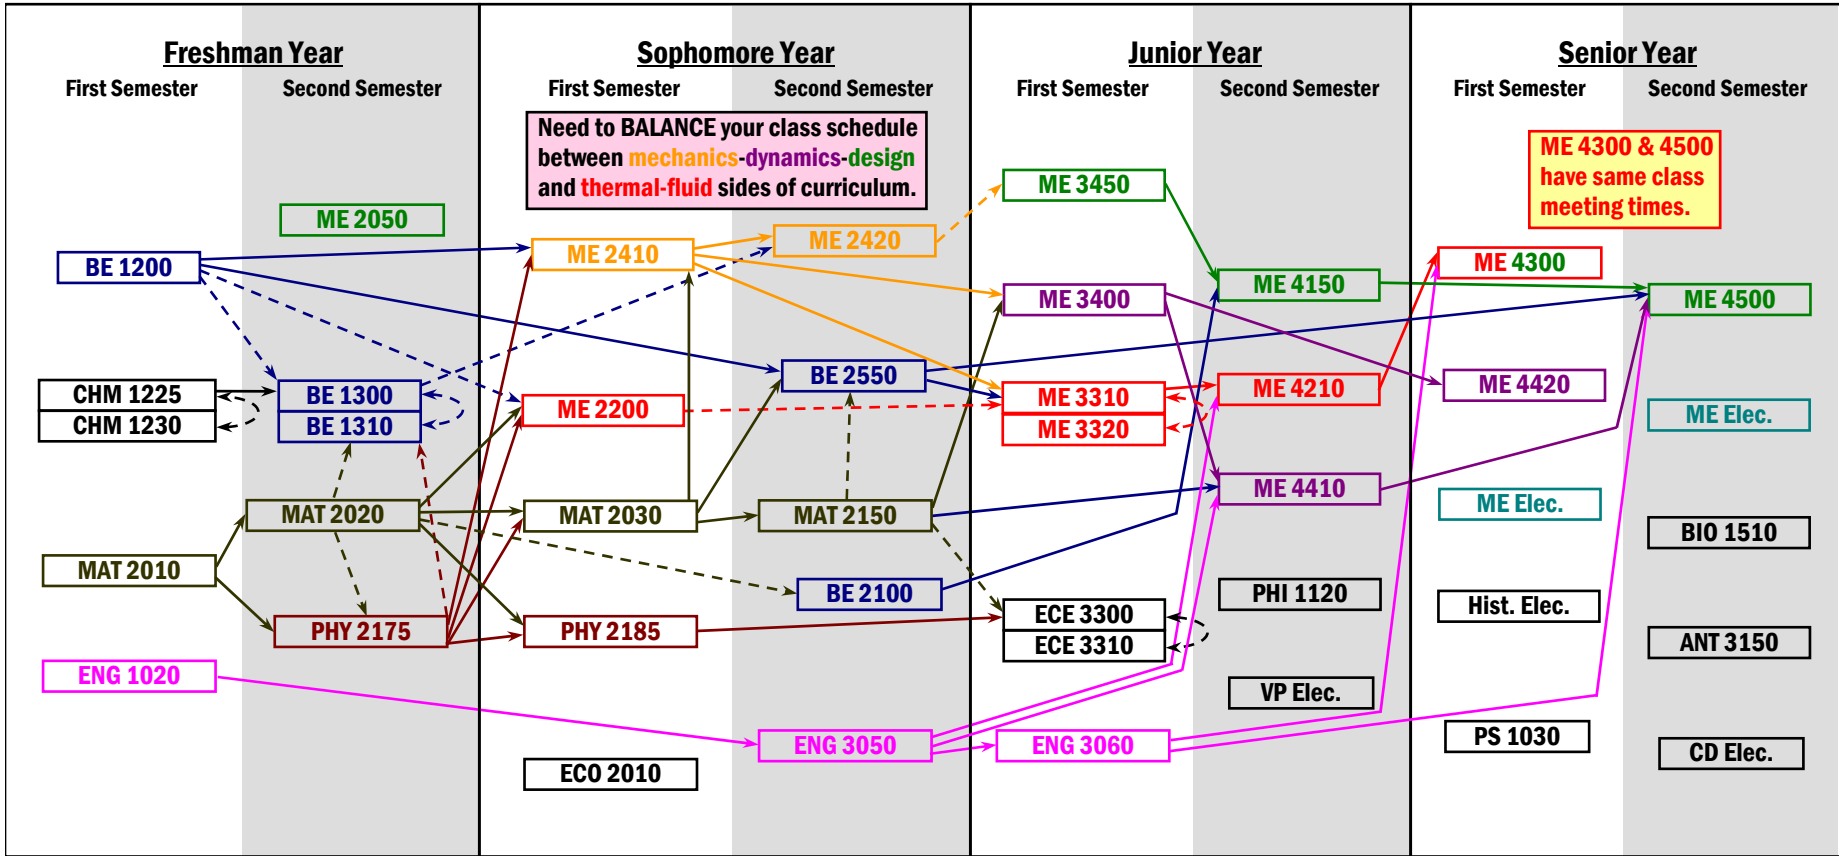 Freshman Year
First Semester
Second Semester
ME 2050
BE 1200
CHM 1225
CHM 1230
BE 1300
BE 1310
MAT 2020
MAT 2010
PHY 2175
ENG 1020
Sophomore Year
First Semester
Second Semester
Need to BALANCE your class schedule
between mechanics-dynamics-design
and thermal-fluid sides of curriculum.
ME 2410
ME 2420
BE 2550
ME 2200
MAT 2030
MAT 2150
BE 2100
PHY 2185
ENG 3050
ECO 2010
Junior Year
First Semester
Second Semester
ME 3450
ME 4150
ME 3400
ME 3310
ME 3320
ME 4210
ME 4410
PHI 1120
ECE 3300
ECE 3310
VP Elec.
ENG 3060
Senior Year
First Semester
Second Semester
ME 4300 & 4500
have same class
meeting times.
ME 4300
ME 4500
ME 4420
ME Elec.
ME Elec.
BIO 1510
Hist. Elec.
ANT 3150
PS 1030
CD Elec.